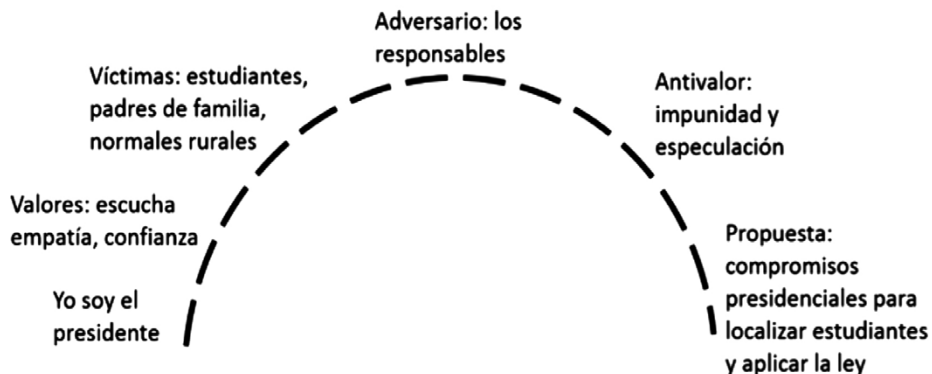 Adversario: los
responsables
Víctimas: estudiantes,
padres de familia,
normales rurales
Antivalor:
impunidad y
especulación
Valores: escucha
empatía, confianza
Propuesta:
compromisos
presidenciales para
localizar estudiantes
y aplicar la ley
Yo soy el
presidente